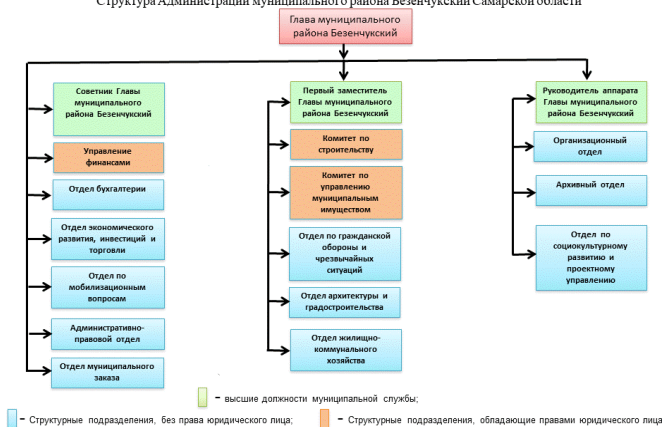 Структура Администрации муниципального района Безенчукский Самарской области
Глава муниципального
района Безенчукский
Советник Главы
муниципального
района Безенчукский
Управление
финансами
Отдел бухгалтерии
Отдел экономического
развития, инвестиций и
торговли
Отдел по
мобилизационным
вопросам
Административно-
правовой отдел
Отдел муниципального
заказа
Первый заместитель
Главы муниципального
района Безенчукский
Комитет по
строительству
Комитет по
управлению
муниципальным
имуществом
Отдел по гражданской
обороны и
чрезвычайных
ситуаций
Отдел архитектуры и
градостроительства
Отдел жилищно-
коммунального
хозяйства
Руководитель аппарата
Главы муниципального
района Безенчукский
Организационный
отдел
Архивный отдел
Отдел по
социокультурному
развитию и
проектному
управлению
- высшие должности муниципальной службы;
- Структурные подразделения, без права юридического лица;
- Структурные подразделения, обладающие правами юридического лица